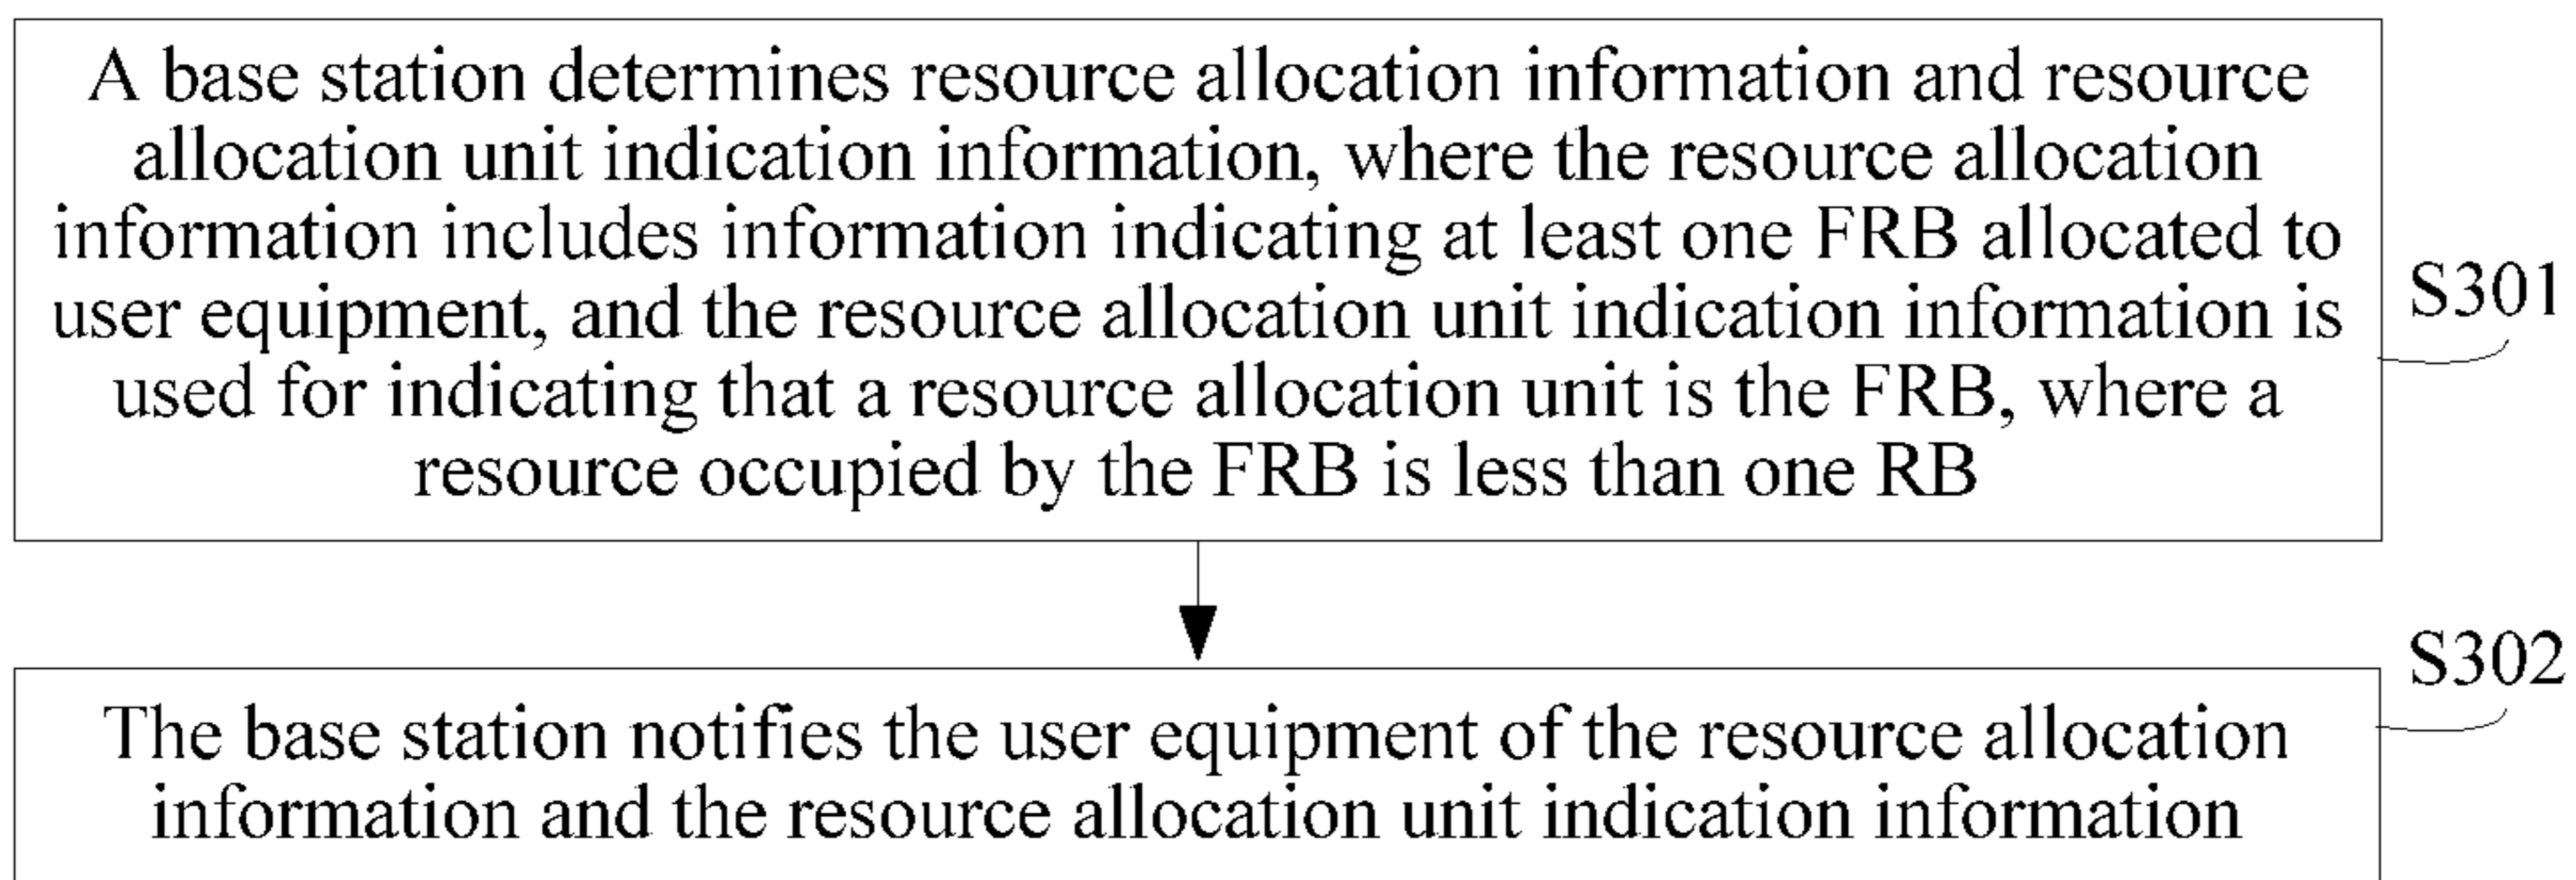 A base station determines resource allocation information and resource
allocation unit indication information, where the resource allocation
information includes information indicating at least one FRB allocated to
user equipment, and the resource allocation unit indication information is
used for indicating that a resource allocation unit is the FRB, where a
resource occupied by the FRB is less than one RB
S301
S302
The base station notifies the user equipment of the resource allocation
information and the resource allocation unit indication information